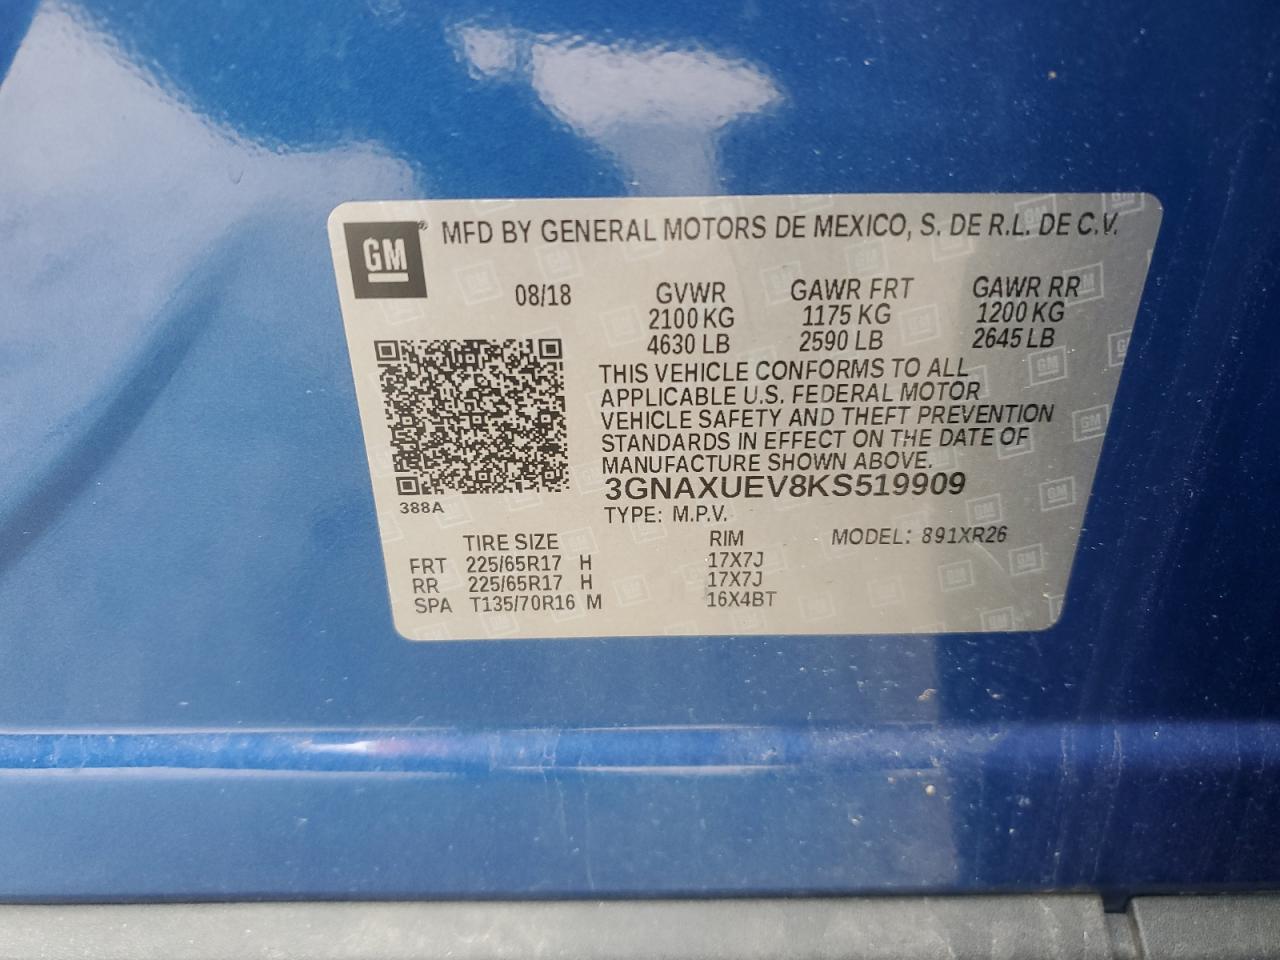 GM® MFD BY GENERAL MOTORS DE MEXICO, S. DE R.L. DE C.V.
08/18 GVWR GAWR FRT GAWR RR
2100 KG 1175 KG 1200 KG
4630 LB 2590 LB 2645 LB
THIS VEHICLE CONFORMS TO ALL
APPLICABLE U.S. FEDERAL MOTOR
VEHICLE SAFETY AND THEFT PREVENTION
STANDARDS IN EFFECT ON THE DATE OF
MANUFACTURE SHOWN ABOVE.
3GNAXUEV8KS519909
388A TYPE: M.P.V.
TIRE SIZE RIM MODEL: 891XR26
FRT 225/65R17 H 17X7J
RR 225/65R17 H 17X7J
SPA T135/70R16 M 16X4BT